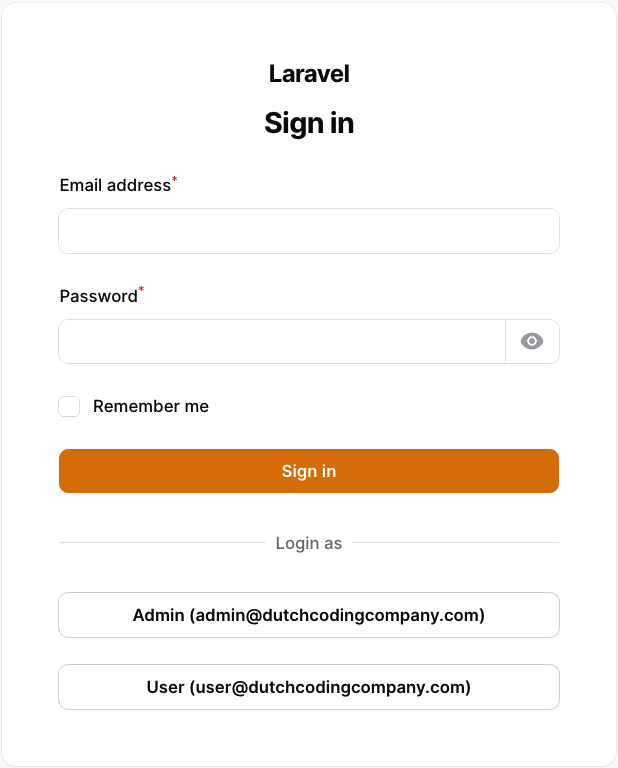 Laravel
Sign in
Email address*
Password*
Remember me
Sign in
Login as
Admin (admin@dutchcodingcompany.com)
User (user@dutchcodingcompany.com)